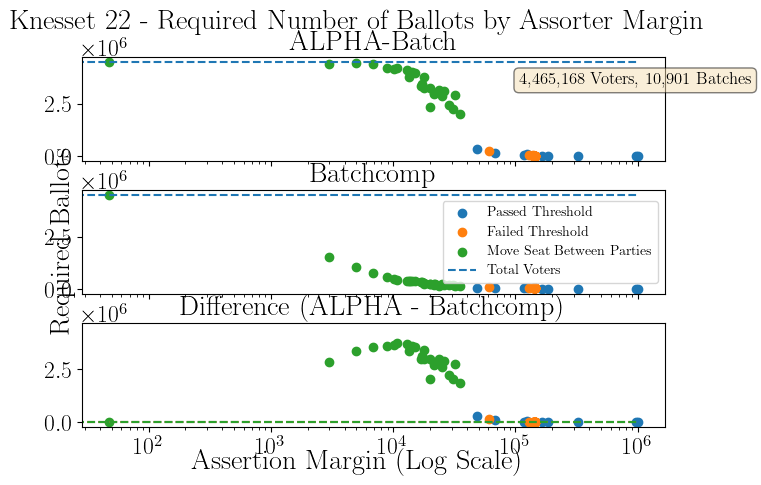 Knesset 22 - Required Number of Ballots by Assorter Margin
ALPHA-Batch
×10^6
4,465,168 Voters, 10,901 Batches
2.5
0.0
Batchcomp
×10^6
Passed Threshold
Failed Threshold
Move Seat Between Parties
Total Voters
2.5
0.0
Required Ballots
Difference (ALPHA - Batchcomp)
×10^6
2.5
0.0
10^2
10^3
10^4
10^5
10^6
Assertion Margin (Log Scale)